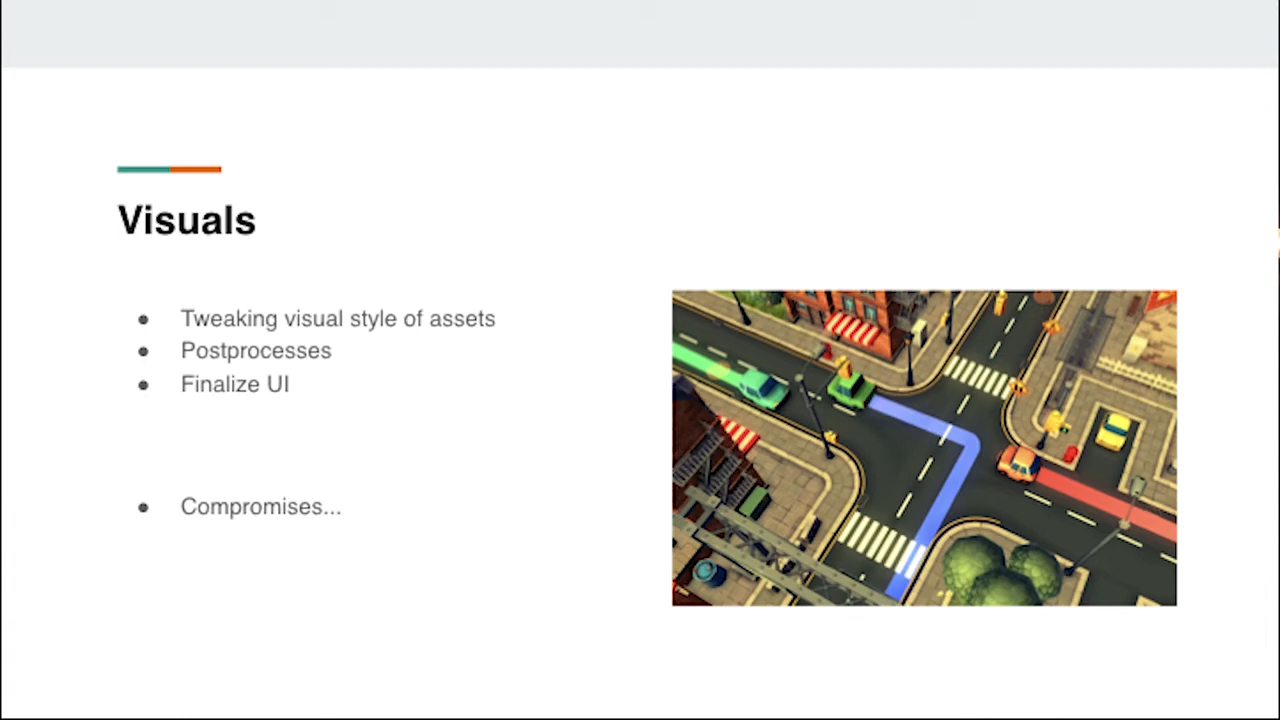 Visuals
● Tweaking visual style of assets
● Postprocesses
● Finalize UI
● Compromises...